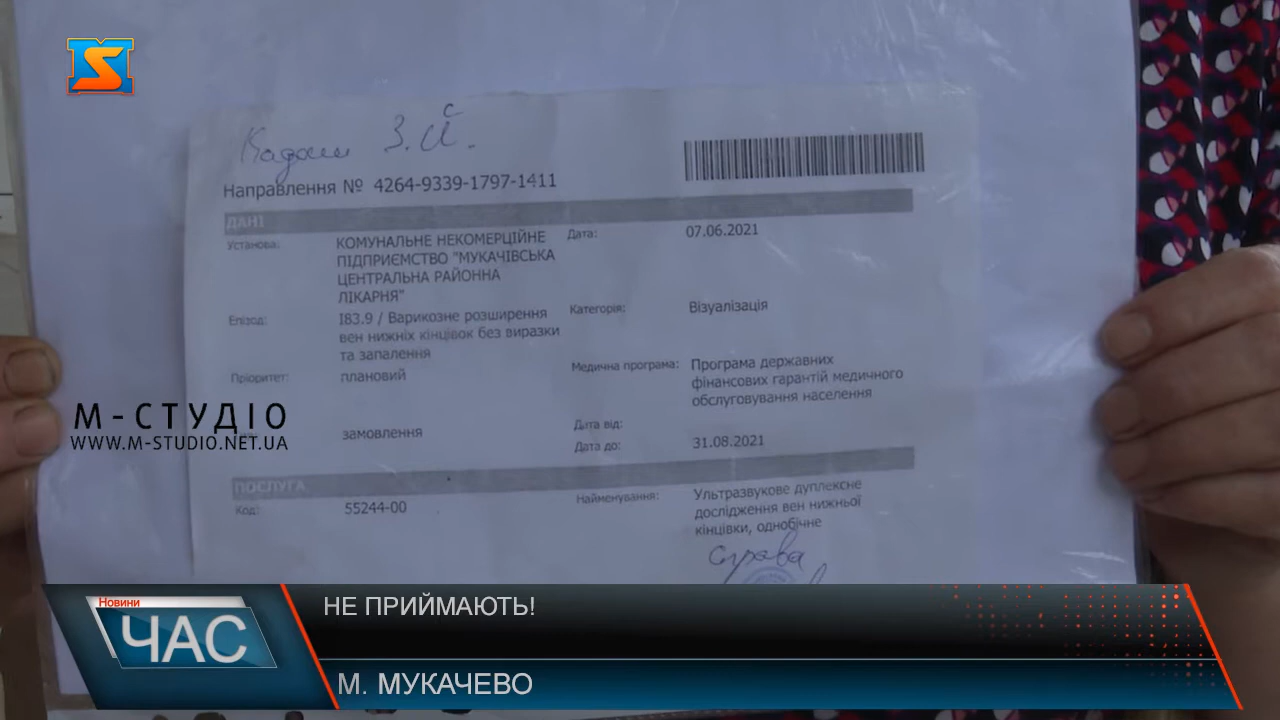 З.Й.
Направлення № 4264-9339-1797-1411
ДАНІ
Установа: КОМУНАЛЬНЕ НЕКОМЕРЦІЙНЕ
ПІДПРИЄМСТВО "МУКАЧІВСЬКА
ЦЕНТРАЛЬНА РАЙОННА
ЛІКАРНЯ"
Дата: 07.06.2021
Епізод: I83.9 / Варикозне розширення
вен нижніх кінцівок без виразки
та запалення
Категорія: Візуалізація
Пріоритет: плановий
Медична програма: Програма державних
фінансових гарантій медичного
обслуговування населення
замовлення
Дата від:
Дата до: 31.08.2021
ПОСЛУГА
Код: 55244-00
Найменування: Ультразвукове дуплексне
дослідження вен нижньої
кінцівки, однобічне
справа
М-СТУДІО
WWW.M-STUDIO.NET.UA
Новини
ЧАС
НЕ ПРИЙМАЮТЬ!
М. МУКАЧЕВО